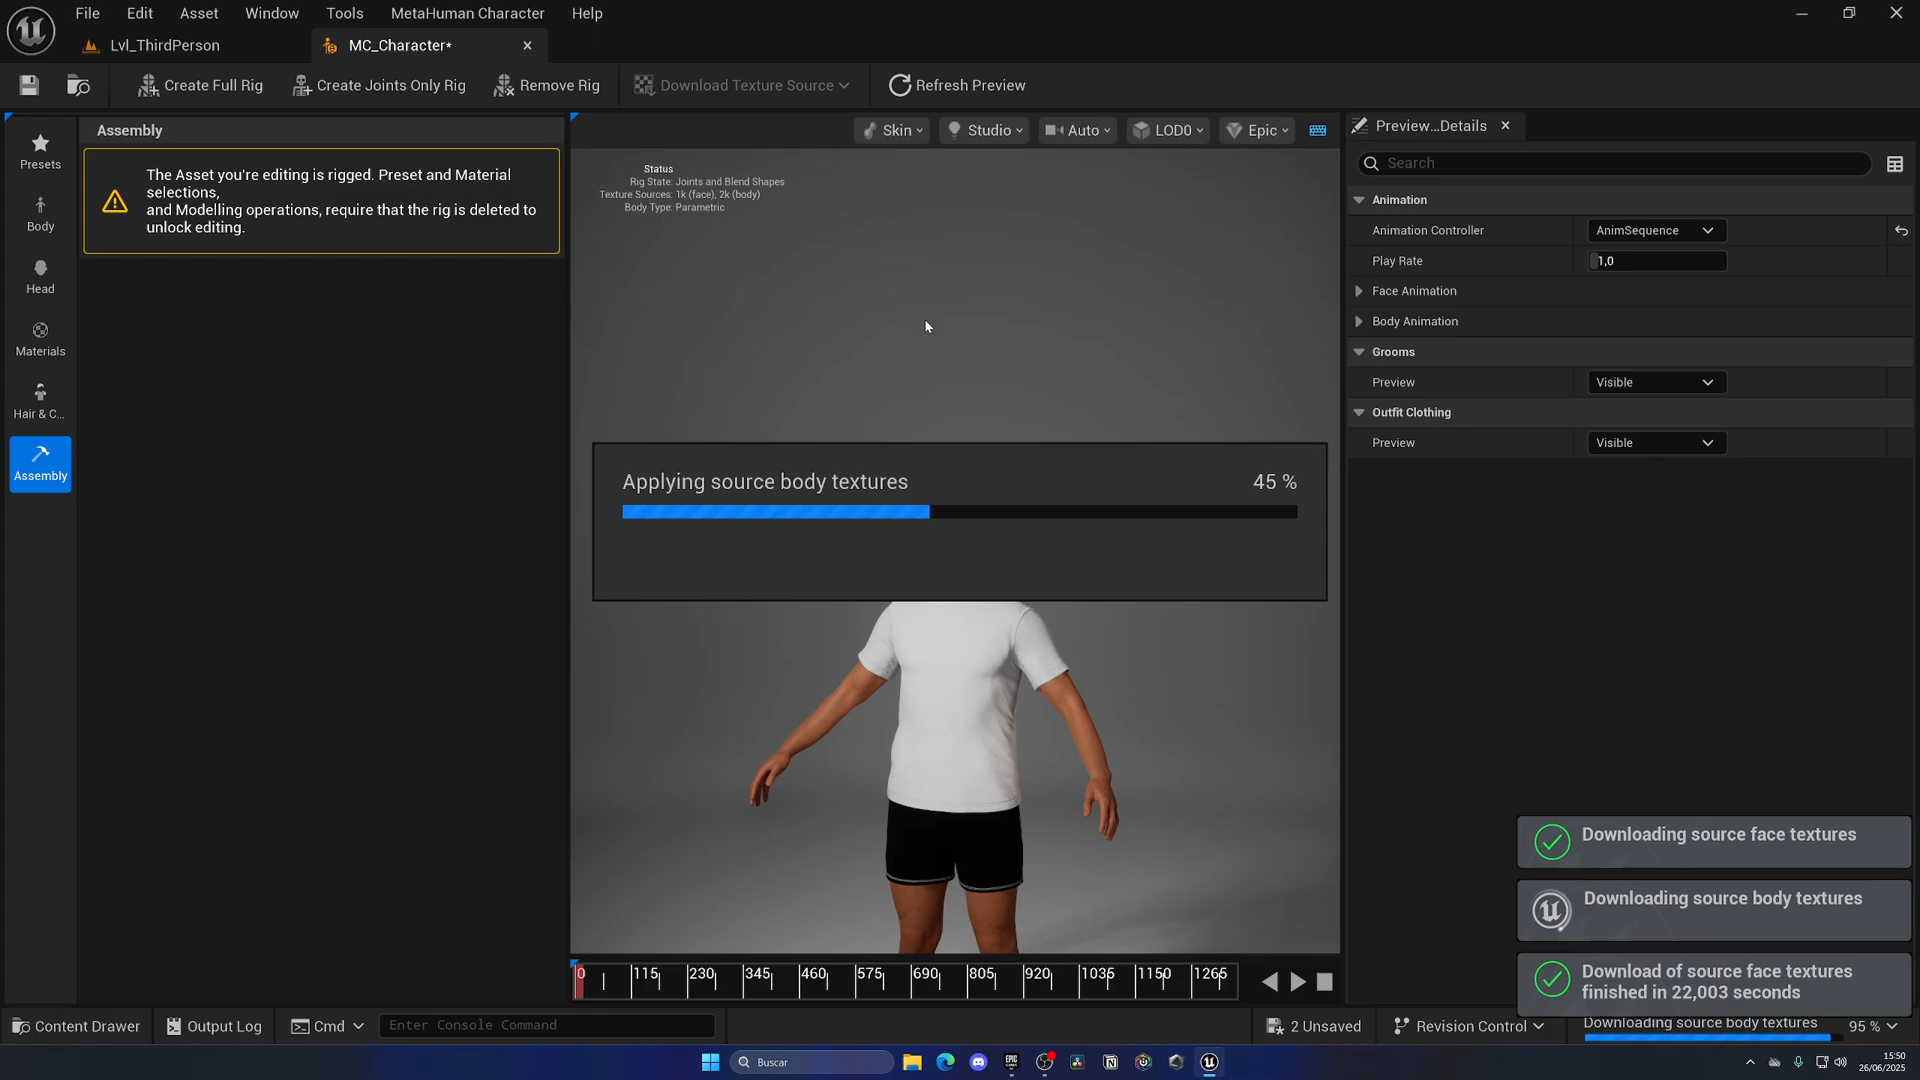 File Edit Asset Window Tools MetaHuman Character Help
Lvl_ThirdPerson MC_Character*
Create Full Rig Create Joints Only Rig Remove Rig Download Texture Source Refresh Preview
Presets
Body
Head
Materials
Hair & C...
Assembly
Assembly
The Asset you're editing is rigged. Preset and Material
selections,
and Modelling operations, require that the rig is deleted to
unlock editing.
Skin Studio Auto LOD0 Epic
Status
Rig State: Joints and Blend Shapes
Texture Sources: 1k (face), 2k (body)
Body Type: Parametric
Applying source body textures 45 %
0 115 230 345 460 575 690 805 920 1035 1150 1265
Preview...Details
Search
Animation
Animation Controller AnimSequence
Play Rate 1,0
Face Animation
Body Animation
Grooms
Preview Visible
Outfit Clothing
Preview Visible
Downloading source face textures
Downloading source body textures
Download of source face textures
finished in 22,003 seconds
Downloading source body textures 95 %
Content Drawer Output Log Cmd Enter Console Command 2 Unsaved Revision Control
Buscar
EPIC
15:50
26/06/2025